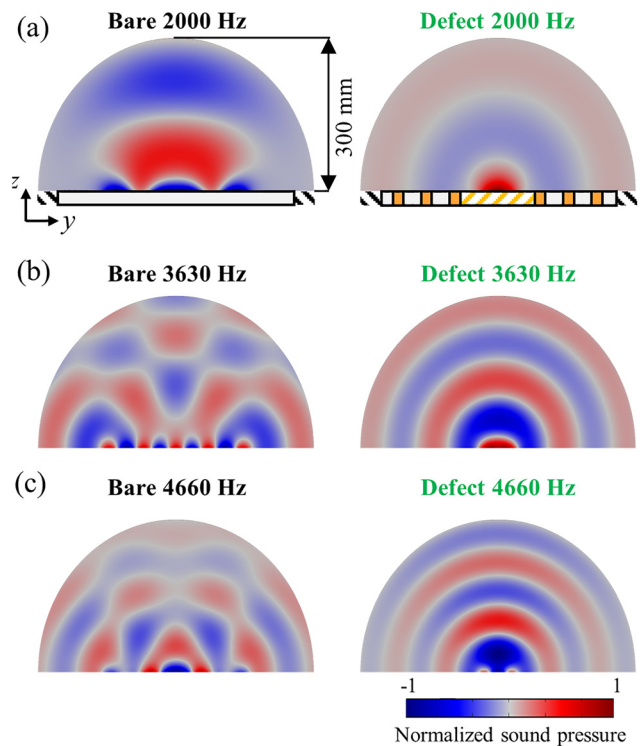 (a)
Bare 2000 Hz
Defect 2000 Hz
300 mm
z
y
(b)
Bare 3630 Hz
Defect 3630 Hz
(c)
Bare 4660 Hz
Defect 4660 Hz
-1
1
Normalized sound pressure